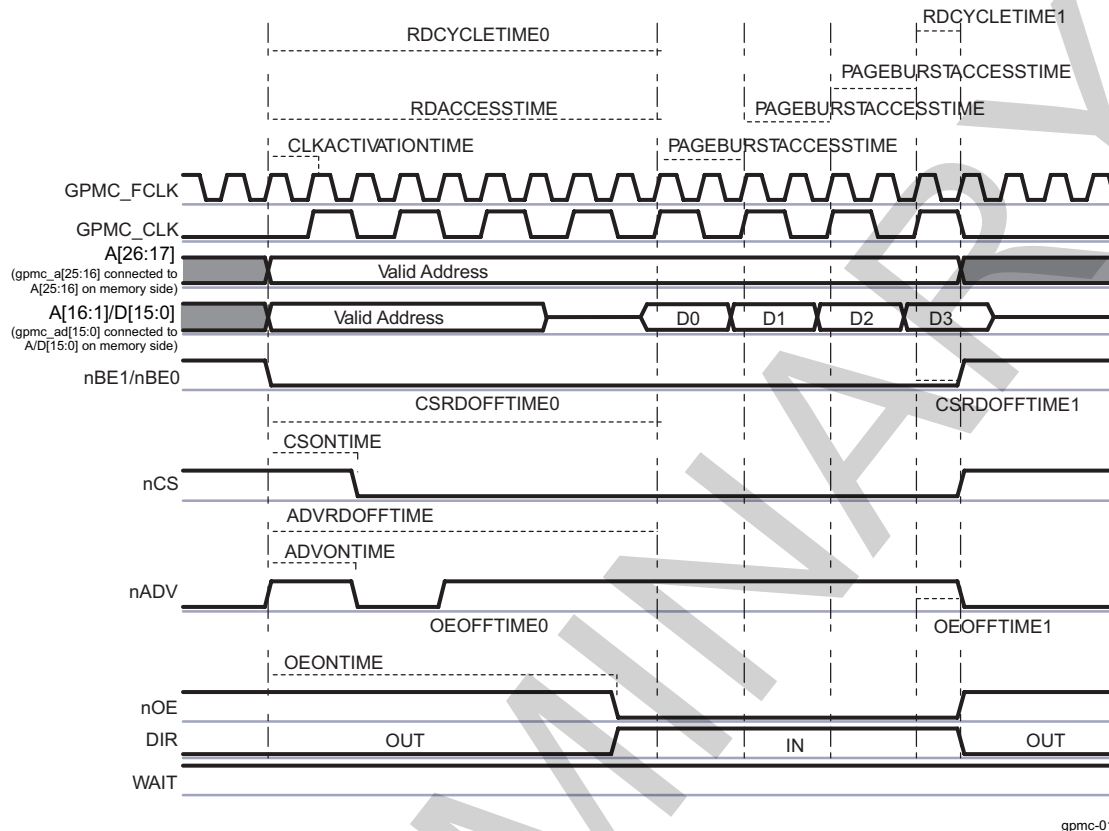 RDCYCLETIME1
RDCYCLETIME0
PAGEBURSTACCESSTIME
RDACCESSTIME
PAGEBURSTACCESSTIME
CLKACTIVATIONTIME
PAGEBURSTACCESSTIME
GPMC_FCLK
GPMC_CLK
A[26:17]
(gpmc_a[25:16] connected to
A[25:16] on memory side)
Valid Address
A[16:1]/D[15:0]
(gpmc_ad[15:0] connected to
A/D[15:0] on memory side)
Valid Address
D0
D1
D2
D3
nBE1/nBE0
CSRDOFFTIME0
CSRDOFFTIME1
CSONTIME
nCS
ADVRDOFFTIME
ADVONTIME
nADV
OEOFFTIME0
OEOFFTIME1
OEONTIME
nOE
DIR
OUT
IN
OUT
WAIT